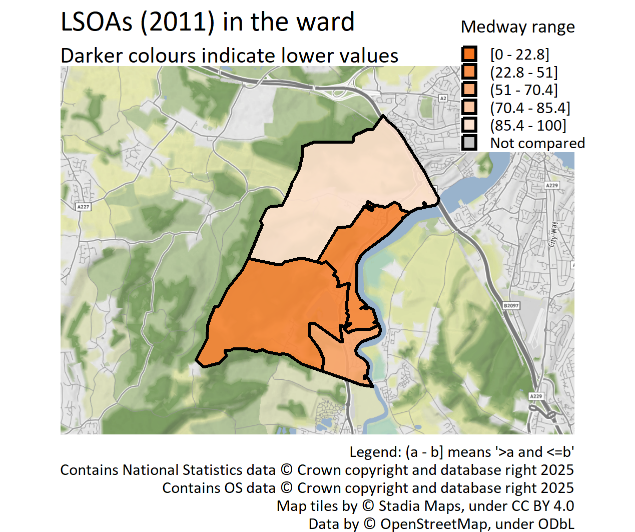 LSOAs (2011) in the ward
Darker colours indicate lower values
Medway range
[0 - 22.8]
(22.8 - 51]
(51 - 70.4]
(70.4 - 85.4]
(85.4 - 100]
Not compared
A2
A229
A227
City Way
B2097
A229
Legend: (a - b] means '>a and <=b'
Contains National Statistics data © Crown copyright and database right 2025
Contains OS data © Crown copyright and database right 2025
Map tiles by © Stadia Maps, under CC BY 4.0
Data by © OpenStreetMap, under ODbL